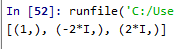 In [52]: runfile('C:/Use
[(1,), (-2*I,), (2*I,)]